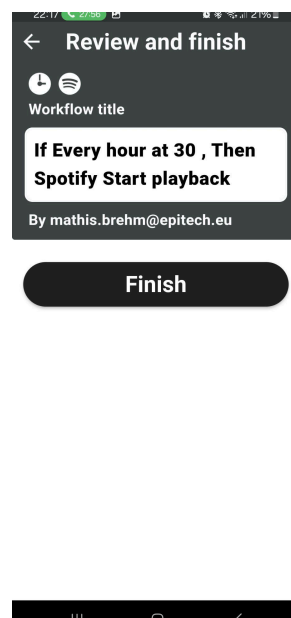 22:17 27:56 21%
Review and finish
Workflow title
If Every hour at 30 , Then
Spotify Start playback
By mathis.brehm@epitech.eu
Finish